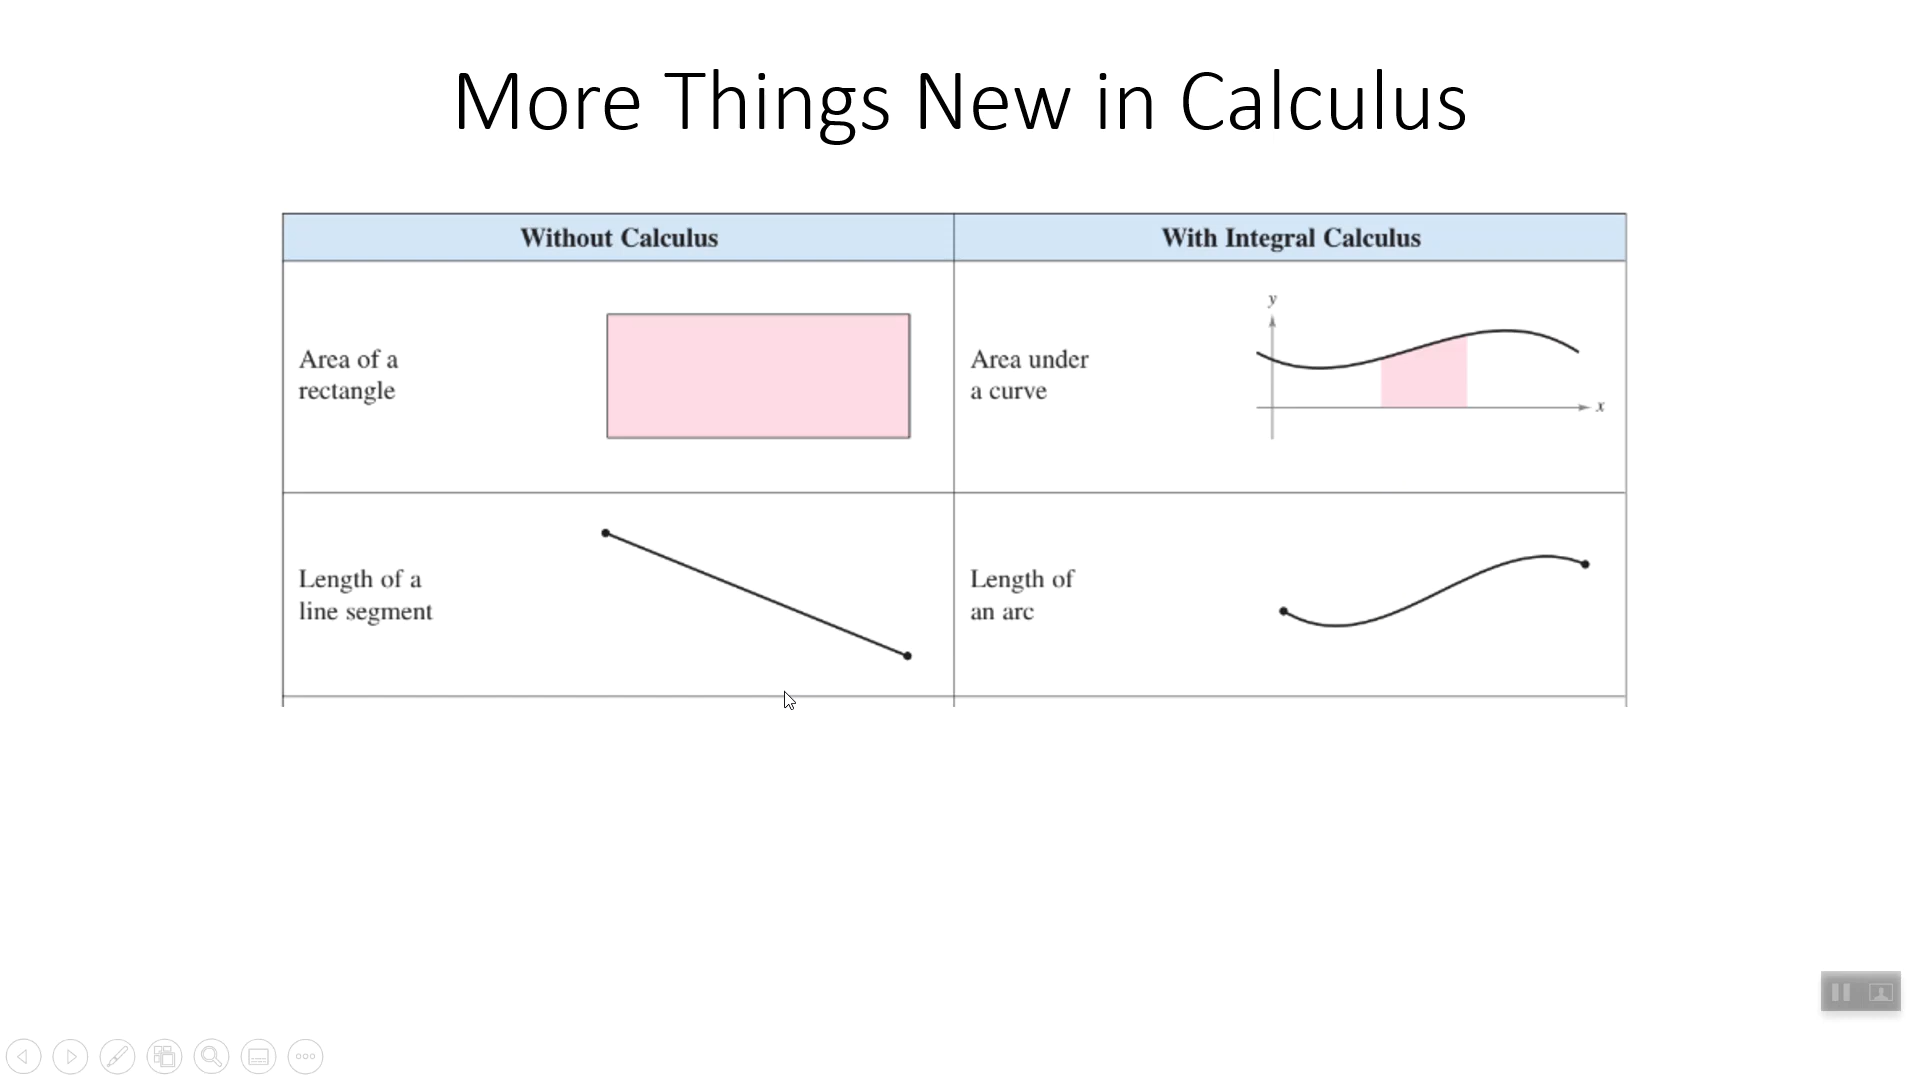 More Things New in Calculus
Without Calculus
With Integral Calculus
Area of a
rectangle
Area under
a curve
y
x
Length of a
line segment
Length of
an arc